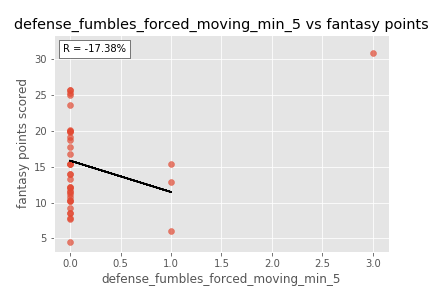 defense_fumbles_forced_moving_min_5 vs fantasy points
R = -17.38%
fantasy points scored
30
25
20
15
10
5
0.0 0.5 1.0 1.5 2.0 2.5 3.0
defense_fumbles_forced_moving_min_5